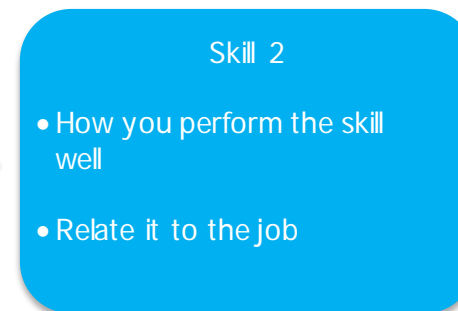 Skill 2
• How you perform the skill
well
• Relate it to the job